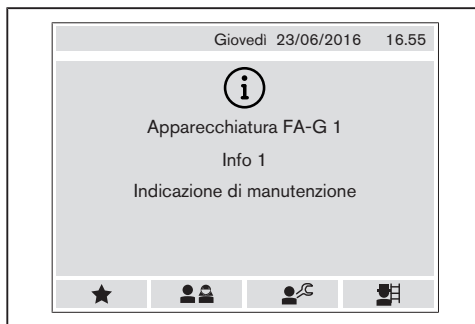 Giovedì 23/06/2016 16.55
Apparecchiatura FA-G 1
Info 1
Indicazione di manutenzione